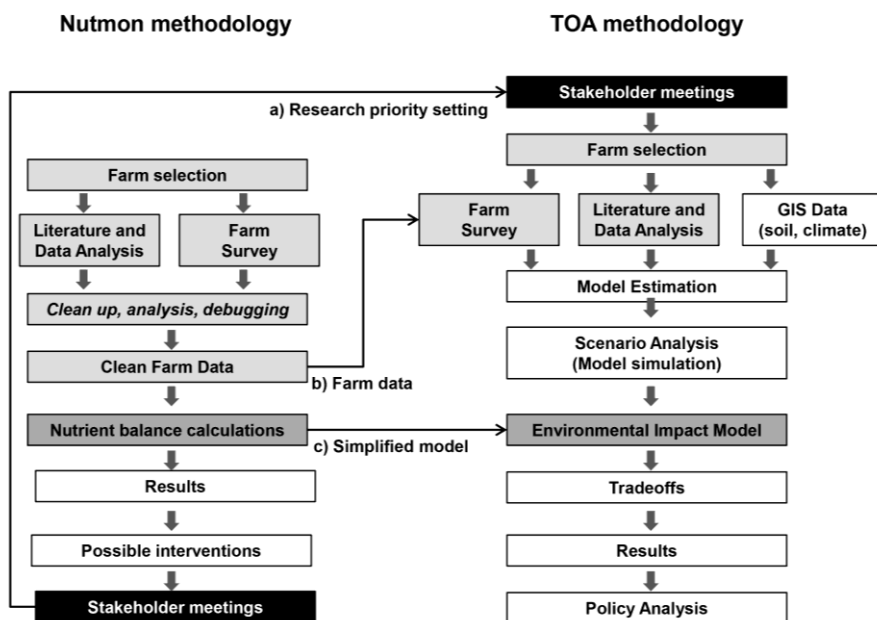 Nutmon methodology
Farm selection
Literature and
Data Analysis
Farm
Survey
Clean up, analysis, debugging
Clean Farm Data
Nutrient balance calculations
Results
Possible interventions
Stakeholder meetings
a) Research priority setting
b) Farm data
c) Simplified model
TOA methodology
Stakeholder meetings
Farm selection
Farm
Survey
Literature and
Data Analysis
GIS Data
(soil, climate)
Model Estimation
Scenario Analysis
(Model simulation)
Environmental Impact Model
Tradeoffs
Results
Policy Analysis